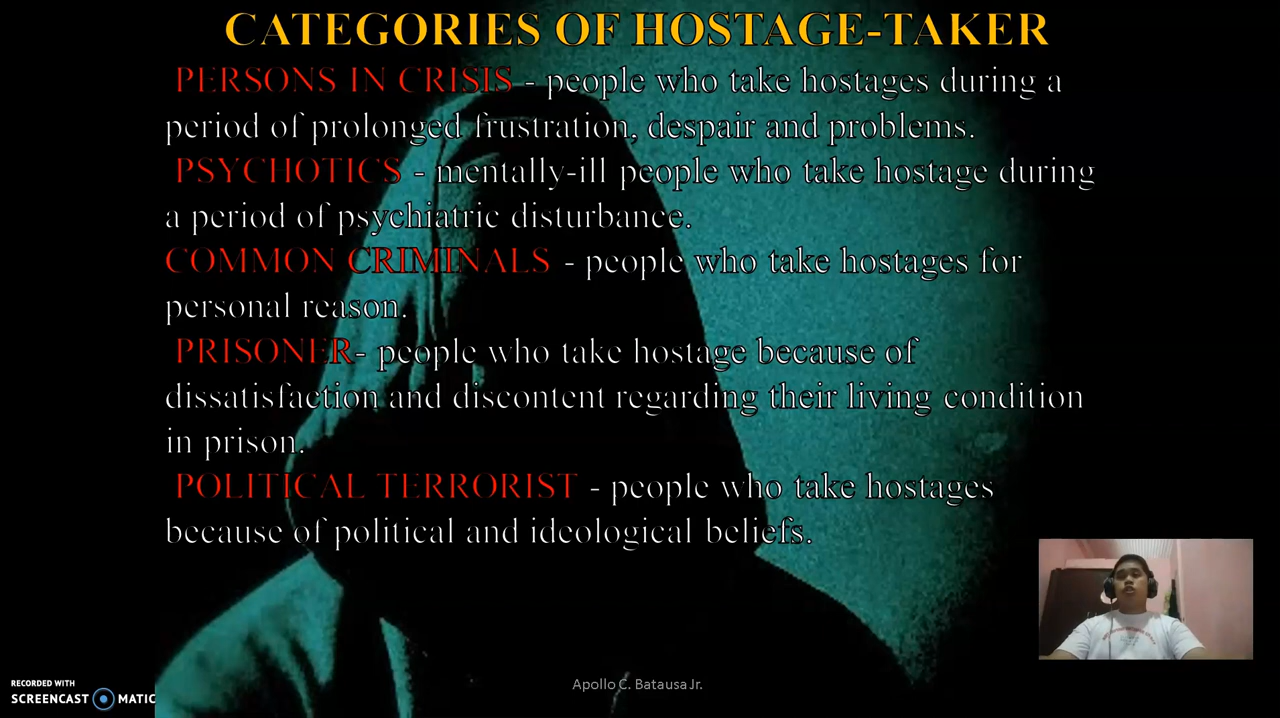 CATEGORIES OF HOSTAGE-TAKER
PERSONS IN CRISIS - people who take hostages during a
period of prolonged frustration, despair and problems.
PSYCHOTICS - mentally-ill people who take hostage during
a period of psychiatric disturbance.
COMMON CRIMINALS - people who take hostages for
personal reason.
PRISONER- people who take hostage because of
dissatisfaction and discontent regarding their living condition
in prison.
POLITICAL TERRORIST - people who take hostages
because of political and ideological beliefs.
RECORDED WITH
SCREENCAST MATIC
Apollo C. Batausa Jr.